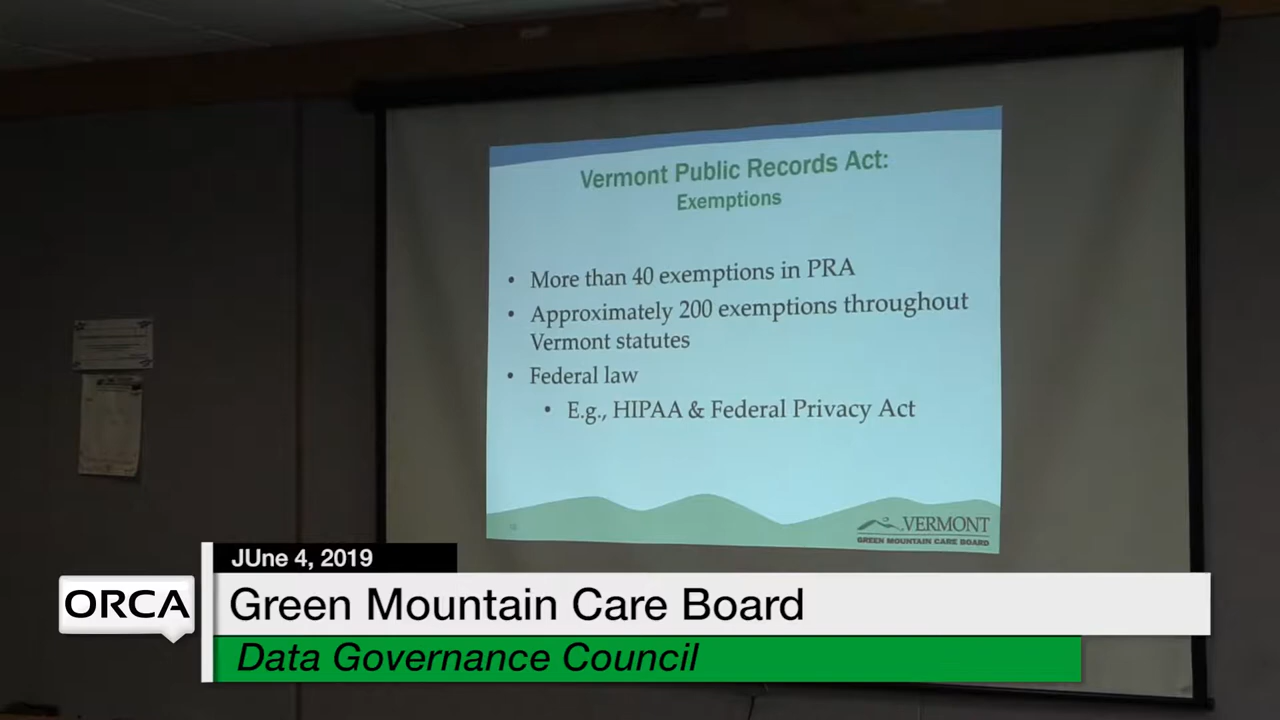 Vermont Public Records Act:
Exemptions
• More than 40 exemptions in PRA
• Approximately 200 exemptions throughout
Vermont statutes
• Federal law
• E.g., HIPAA & Federal Privacy Act
VERMONT
GREEN MOUNTAIN CARE BOARD
JUne 4, 2019
ORCA
Green Mountain Care Board
Data Governance Council